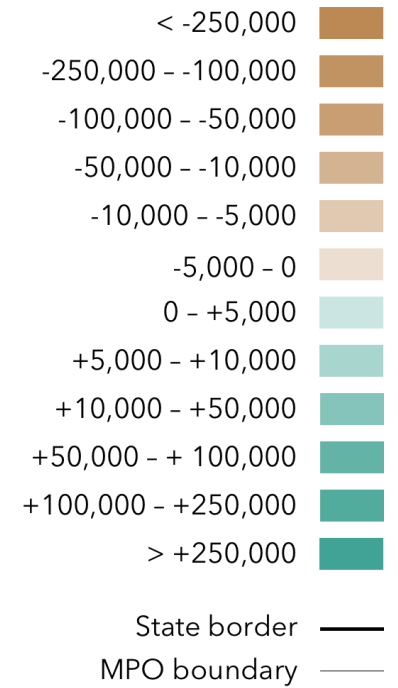 < -250,000
-250,000 – -100,000
-100,000 – -50,000
-50,000 – -10,000
-10,000 – -5,000
-5,000 – 0
0 – +5,000
+5,000 – +10,000
+10,000 – +50,000
+50,000 – + 100,000
+100,000 – +250,000
> +250,000
State border
MPO boundary